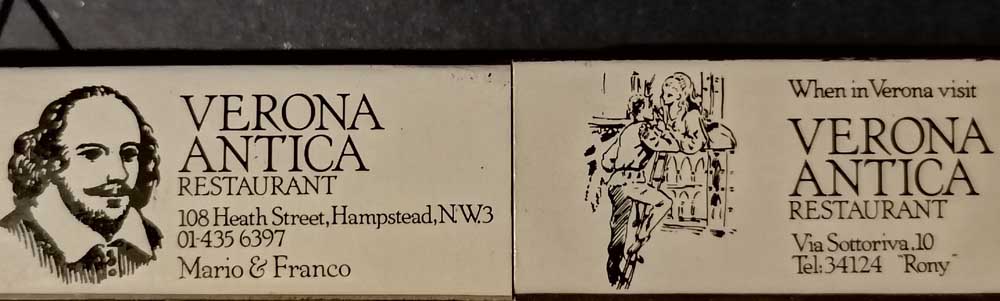 VERONA
ANTICA
RESTAURANT
108 Heath Street, Hampstead, N.W.3
01-435 6397
Mario & Franco
When in Verona visit
VERONA
ANTICA
RESTAURANT
Via Sottoriva, 10
Tel: 34124 "Rony"